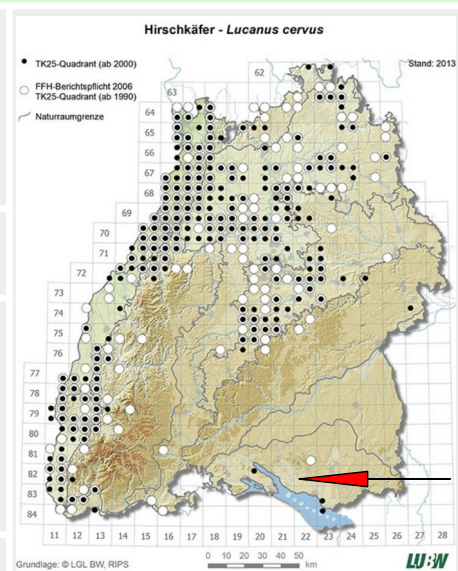 Hirschkäfer - Lucanus cervus
TK25-Quadrant (ab 2000)
FFH-Berichtspflicht 2006
TK25-Quadrant (ab 1990)
Naturraumgrenze
Stand: 2013
62
63
64
65
66
67
68
69
70
71
72
73
74
75
76
77
78
79
80
81
82
83
84
11 12 13 14 15 16 17 18 19 20 21 22 23 24 25 26 27 28
Bodensee
Grundlage: © LGL BW, RIPS
0 10 20 30 40 50 km
LUBW